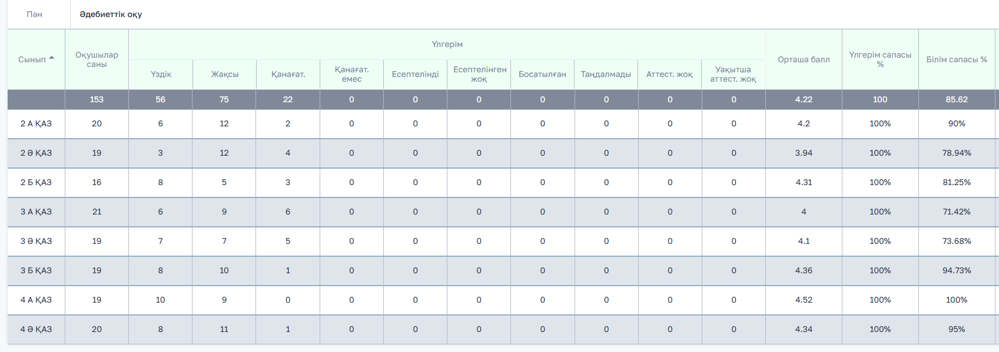 Пән Әдебиеттік оқу
Сынып Оқушылар саны Үлгерім Орташа балл Үлгерім сапасы % Білім сапасы %
Үздік Жақсы Қанағат. Қанағат. емес Есептелінді Есептелінген жоқ Босатылған Таңдалмады Аттест. жоқ Уақытша аттест. жоқ
153 56 75 22 0 0 0 0 0 0 0 4.22 100 85.62
2 А ҚАЗ 20 6 12 2 0 0 0 0 0 0 0 4.2 100% 90%
2 Ә ҚАЗ 19 3 12 4 0 0 0 0 0 0 0 3.94 100% 78.94%
2 Б ҚАЗ 16 8 5 3 0 0 0 0 0 0 0 4.31 100% 81.25%
3 А ҚАЗ 21 6 9 6 0 0 0 0 0 0 0 4 100% 71.42%
3 Ә ҚАЗ 19 7 7 5 0 0 0 0 0 0 0 4.1 100% 73.68%
3 Б ҚАЗ 19 8 10 1 0 0 0 0 0 0 0 4.36 100% 94.73%
4 А ҚАЗ 19 10 9 0 0 0 0 0 0 0 0 4.52 100% 100%
4 Ә ҚАЗ 20 8 11 1 0 0 0 0 0 0 0 4.34 100% 95%